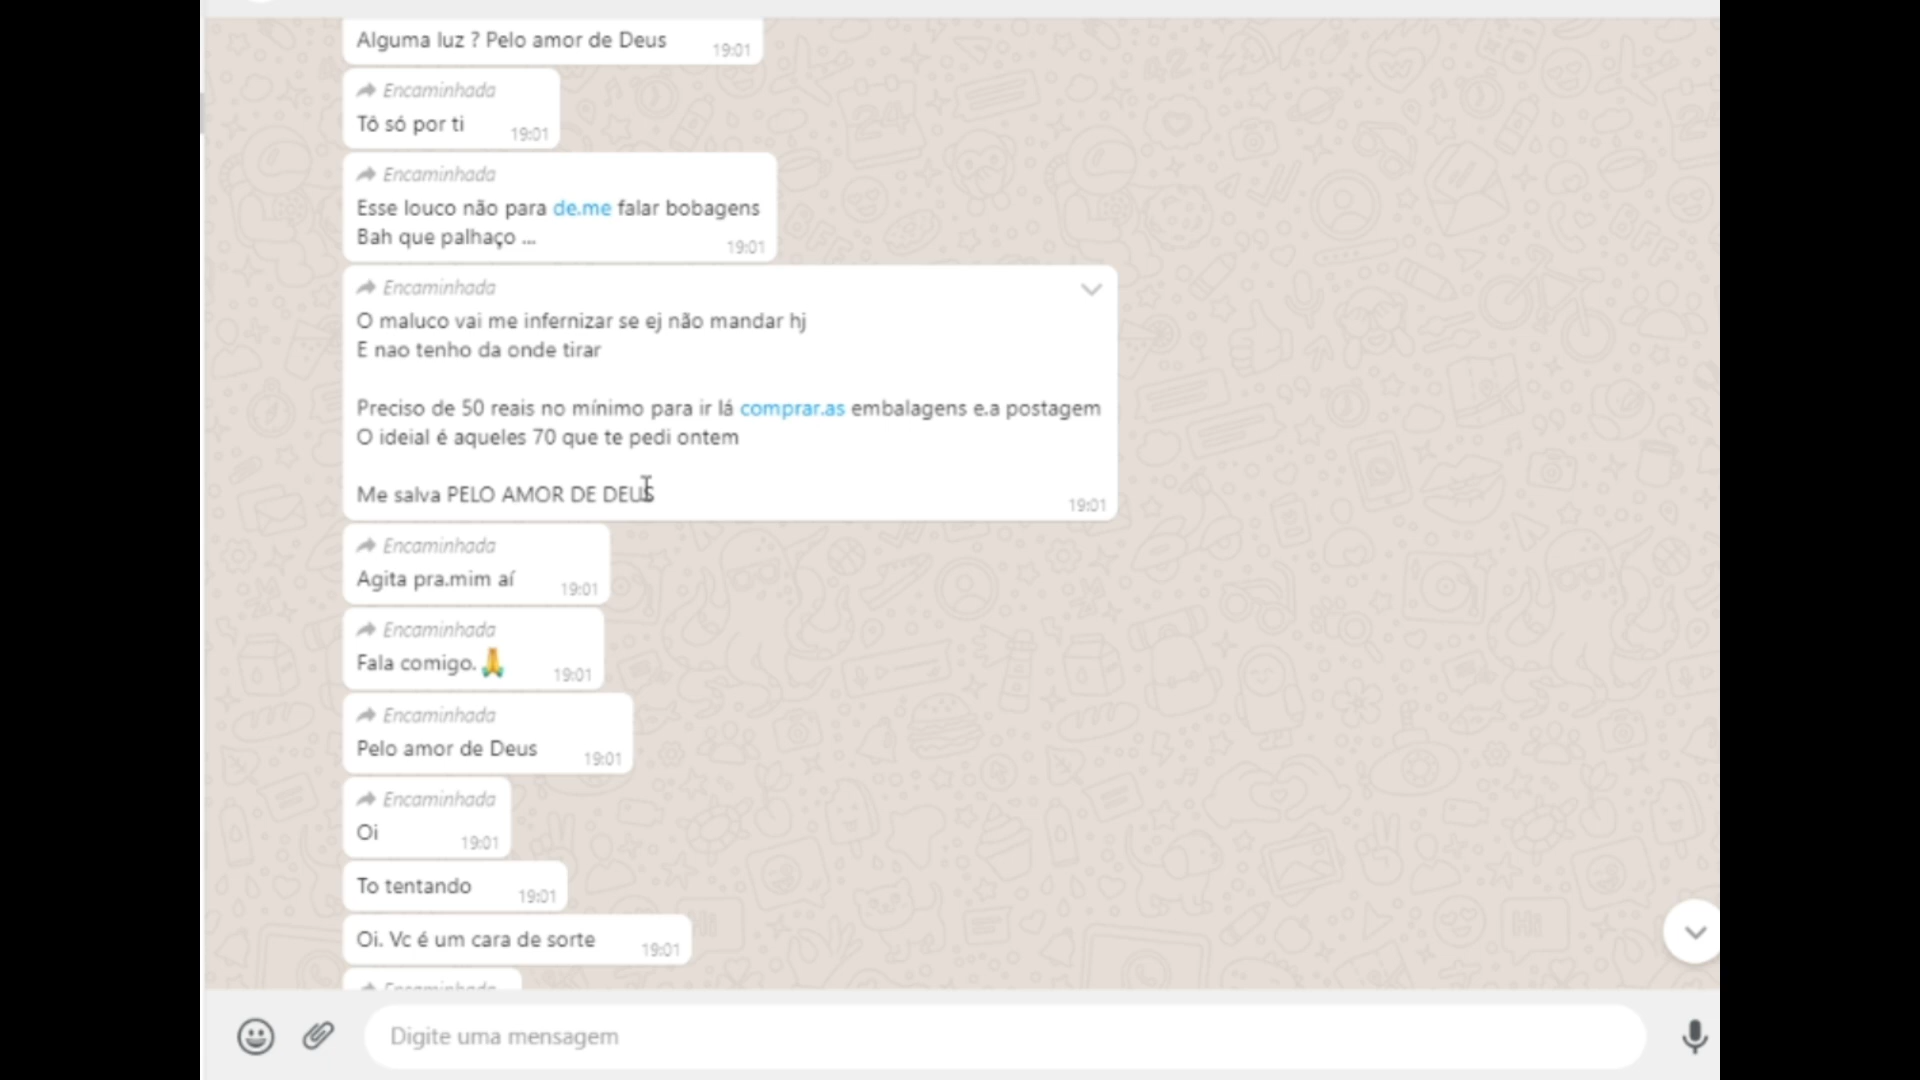 Alguma luz ? Pelo amor de Deus 19:01
Encaminhada
Tô só por ti 19:01
Encaminhada
Esse louco não para de.me falar bobagens
Bah que palhaço ... 19:01
Encaminhada
O maluco vai me infernizar se ej não mandar hj
E nao tenho da onde tirar
Preciso de 50 reais no mínimo para ir lá comprar.as embalagens e.a postagem
O ideial é aqueles 70 que te pedi ontem
Me salva PELO AMOR DE DEUS 19:01
Encaminhada
Agita pra.mim aí 19:01
Encaminhada
Fala comigo.🙏 19:01
Encaminhada
Pelo amor de Deus 19:01
Encaminhada
Oi 19:01
To tentando 19:01
Oi. Vc é um cara de sorte 19:01
Encaminhada
Digite uma mensagem